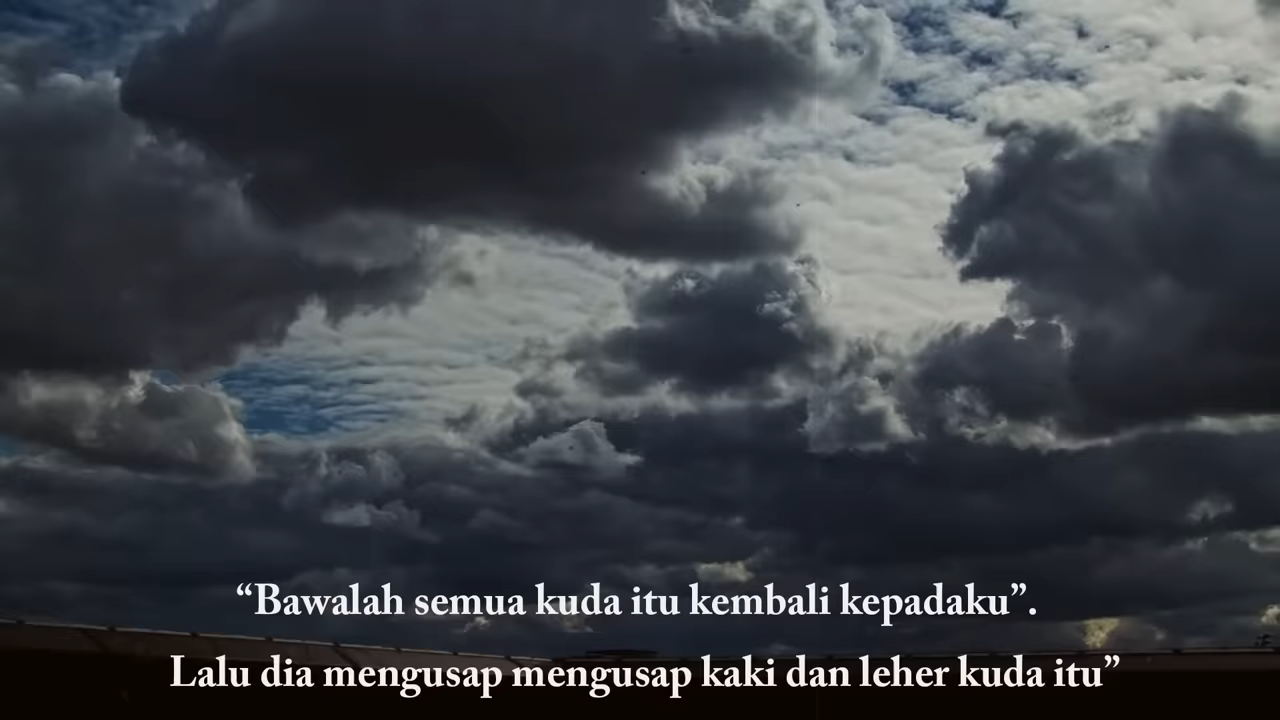 “Bawalah semua kuda itu kembali kepadaku”.
Lalu dia mengusap mengusap kaki dan leher kuda itu”